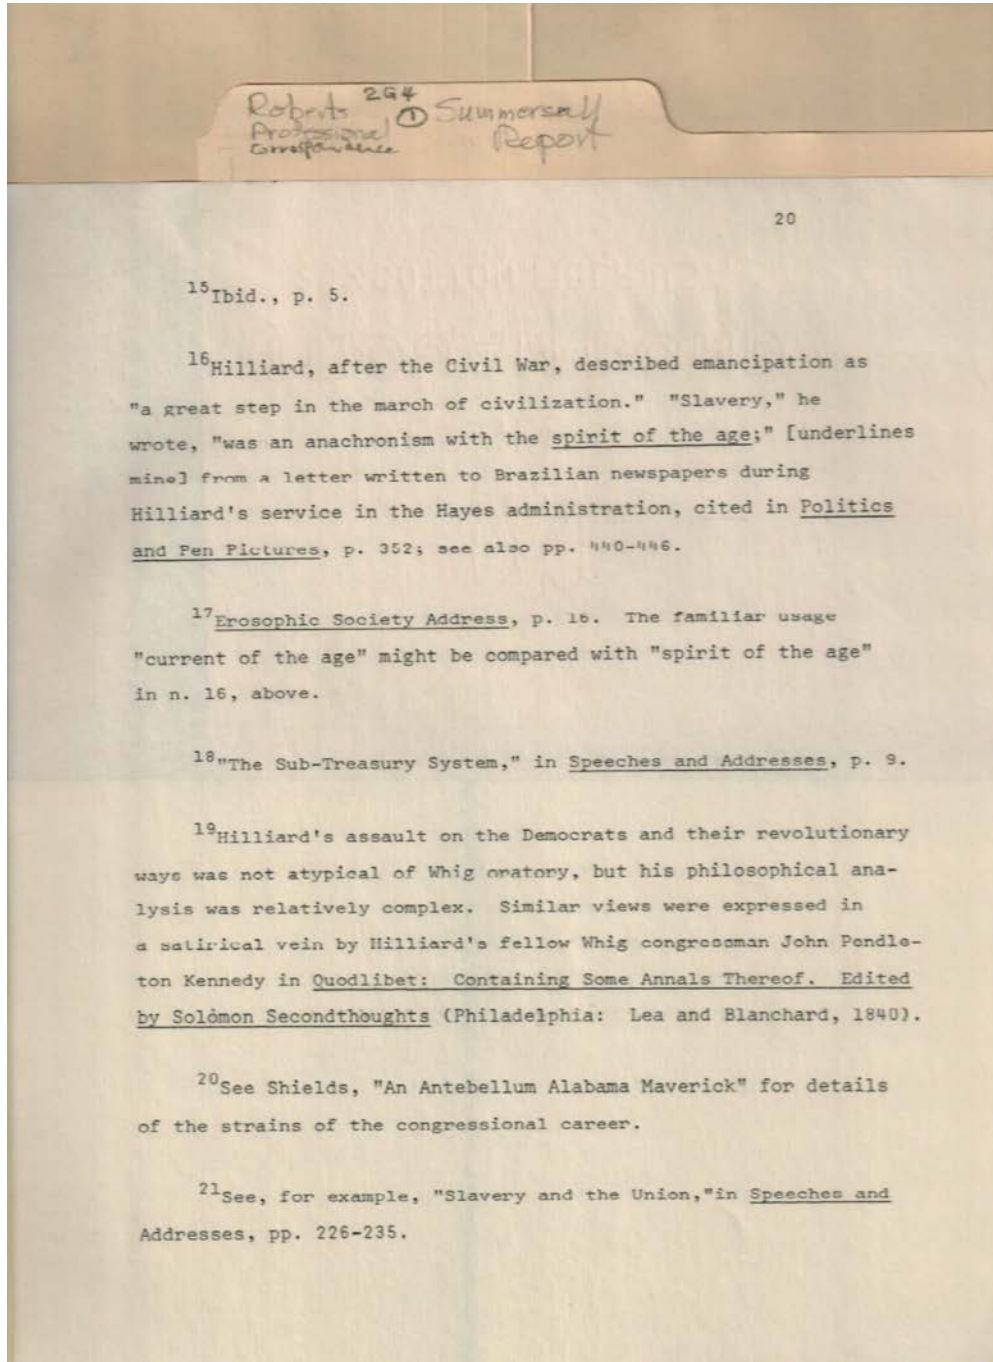 Roberts 2G4 ① Summersell
Professional Report
Correspondence
20
15Ibid., p. 5.
16Hilliard, after the Civil War, described emancipation as
"a great step in the march of civilization." "Slavery," he
wrote, "was an anachronism with the spirit of the age;" [underlines
mine] from a letter written to Brazilian newspapers during
Hilliard's service in the Hayes administration, cited in Politics
and Pen Pictures, p. 352; see also pp. 440-446.
17Erosophic Society Address, p. 16. The familiar usage
"current of the age" might be compared with "spirit of the age"
in n. 16, above.
18"The Sub-Treasury System," in Speeches and Addresses, p. 9.
19Hilliard's assault on the Democrats and their revolutionary
ways was not atypical of Whig oratory, but his philosophical ana-
lysis was relatively complex. Similar views were expressed in
a satirical vein by Hilliard's fellow Whig congressman John Pendle-
ton Kennedy in Quodlibet: Containing Some Annals Thereof. Edited
by Solomon Secondthoughts (Philadelphia: Lea and Blanchard, 1840).
20See Shields, "An Antebellum Alabama Maverick" for details
of the strains of the congressional career.
21See, for example, "Slavery and the Union,"in Speeches and
Addresses, pp. 226-235.